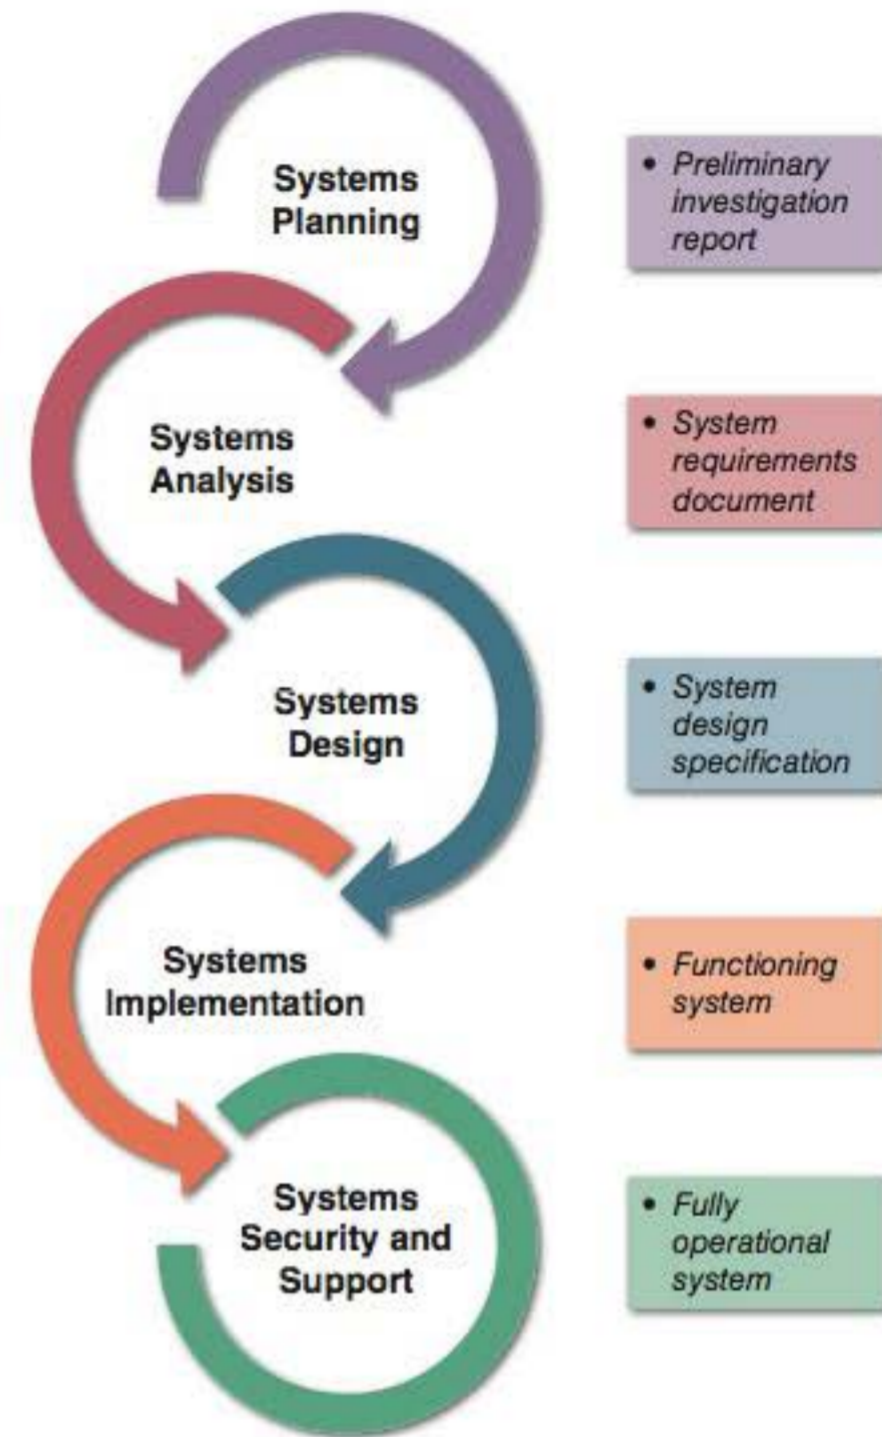 Systems
Planning
• Preliminary
investigation
report
Systems
Analysis
• System
requirements
document
Systems
Design
• System
design
specification
Systems
Implementation
• Functioning
system
Systems
Security and
Support
• Fully
operational
system